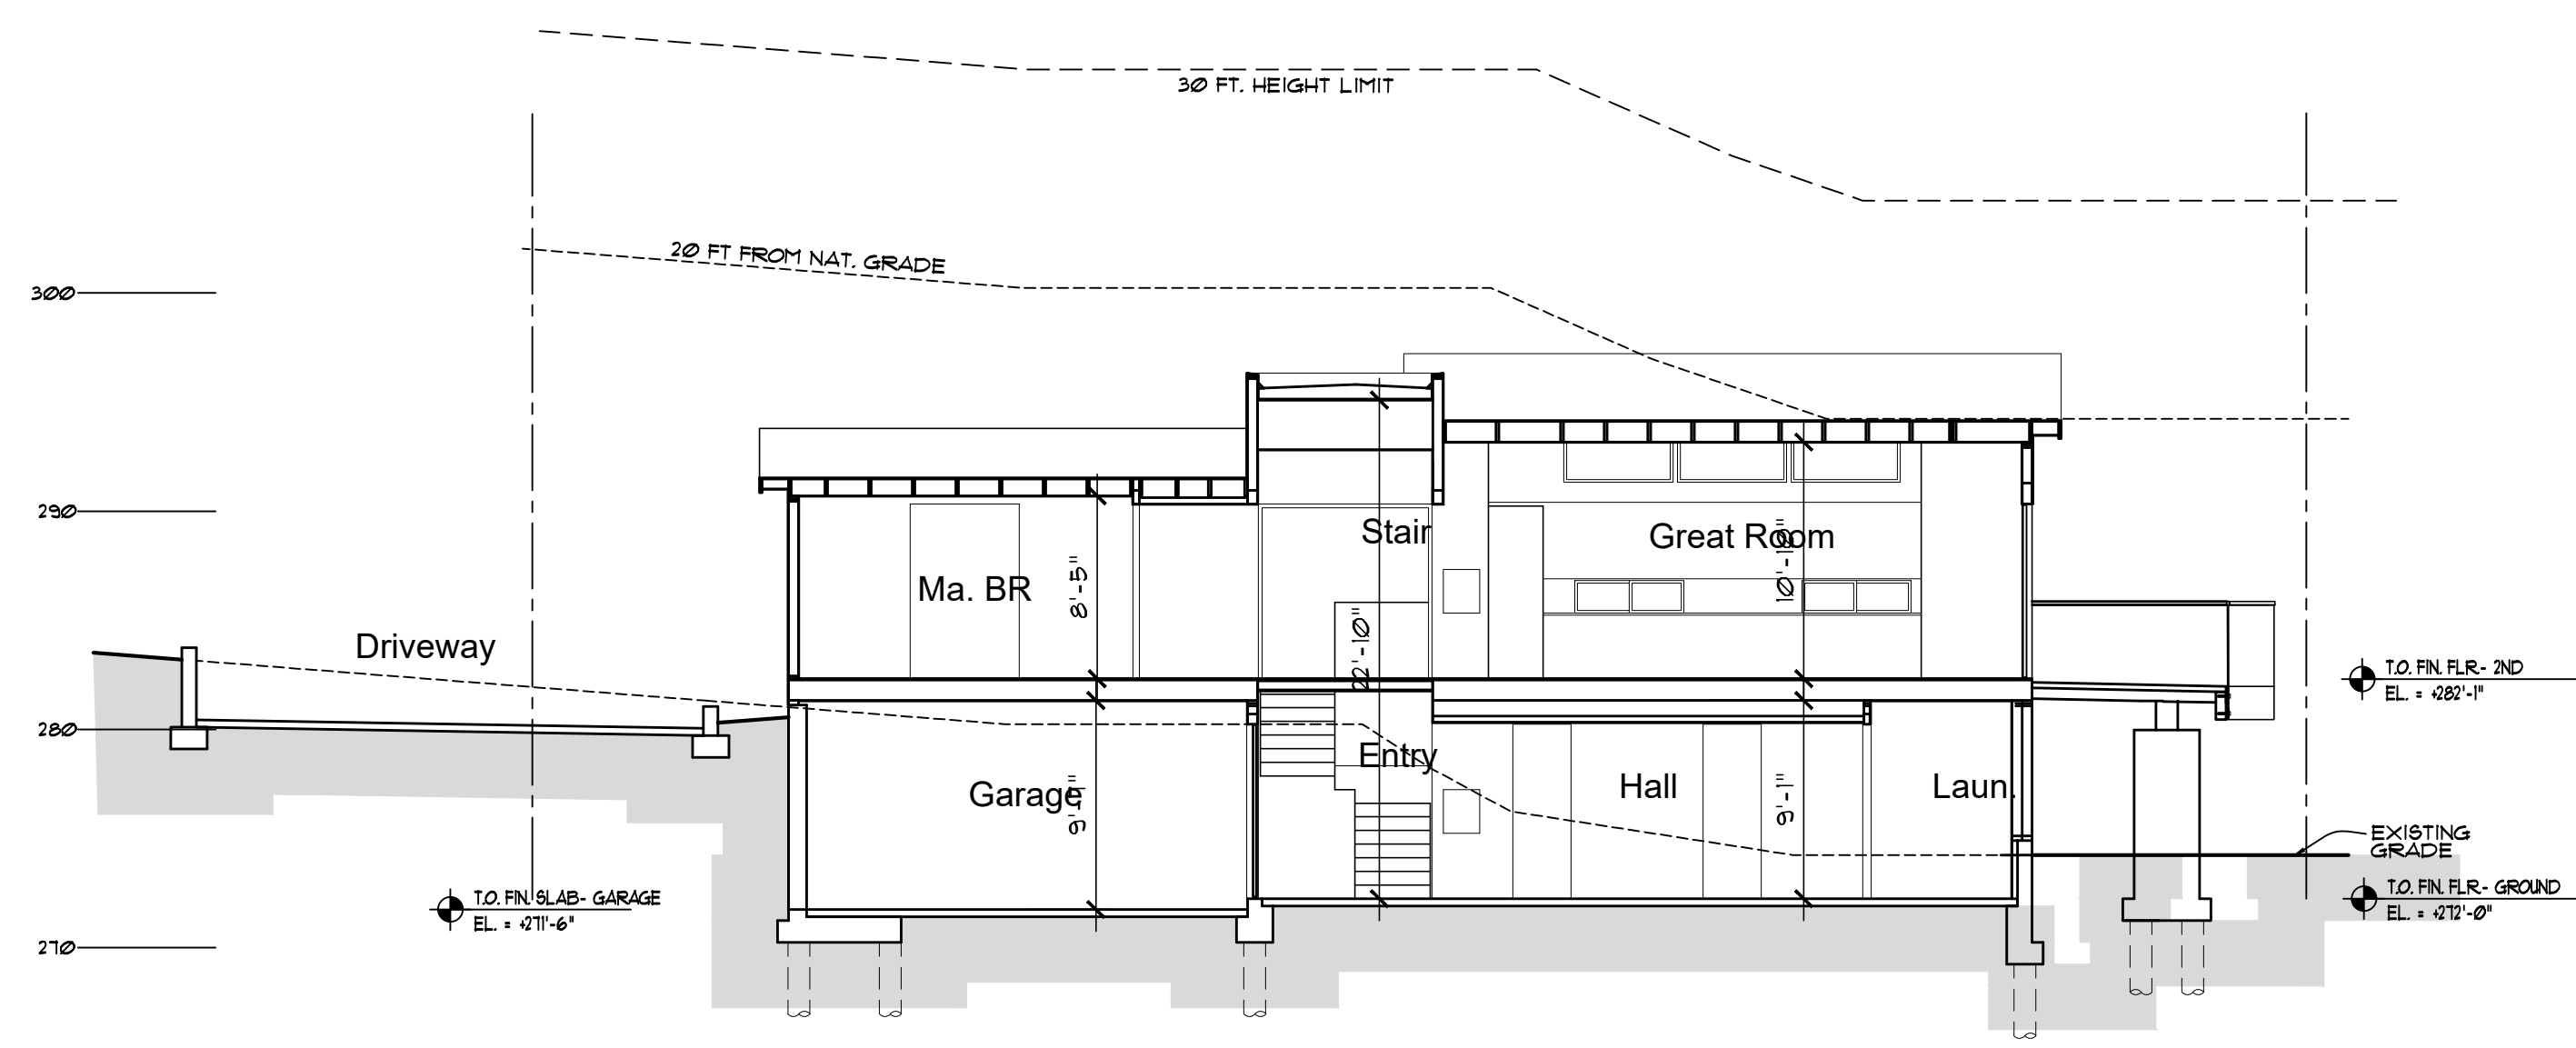 30 FT. HEIGHT LIMIT
20 FT FROM NAT. GRADE
300
290
280
270
Stair
Great Room
10'-10"
Ma. BR
8'-5"
22'-10"
Driveway
T.O. FIN. FLR.- 2ND
EL. = +282'-1"
Entry
Garage
9'-7"
Hall
9'-1"
Laun.
EXISTING
GRADE
T.O. FIN. SLAB- GARAGE
EL. = +271'-6"
T.O. FIN. FLR.- GROUND
EL. = +272'-0"